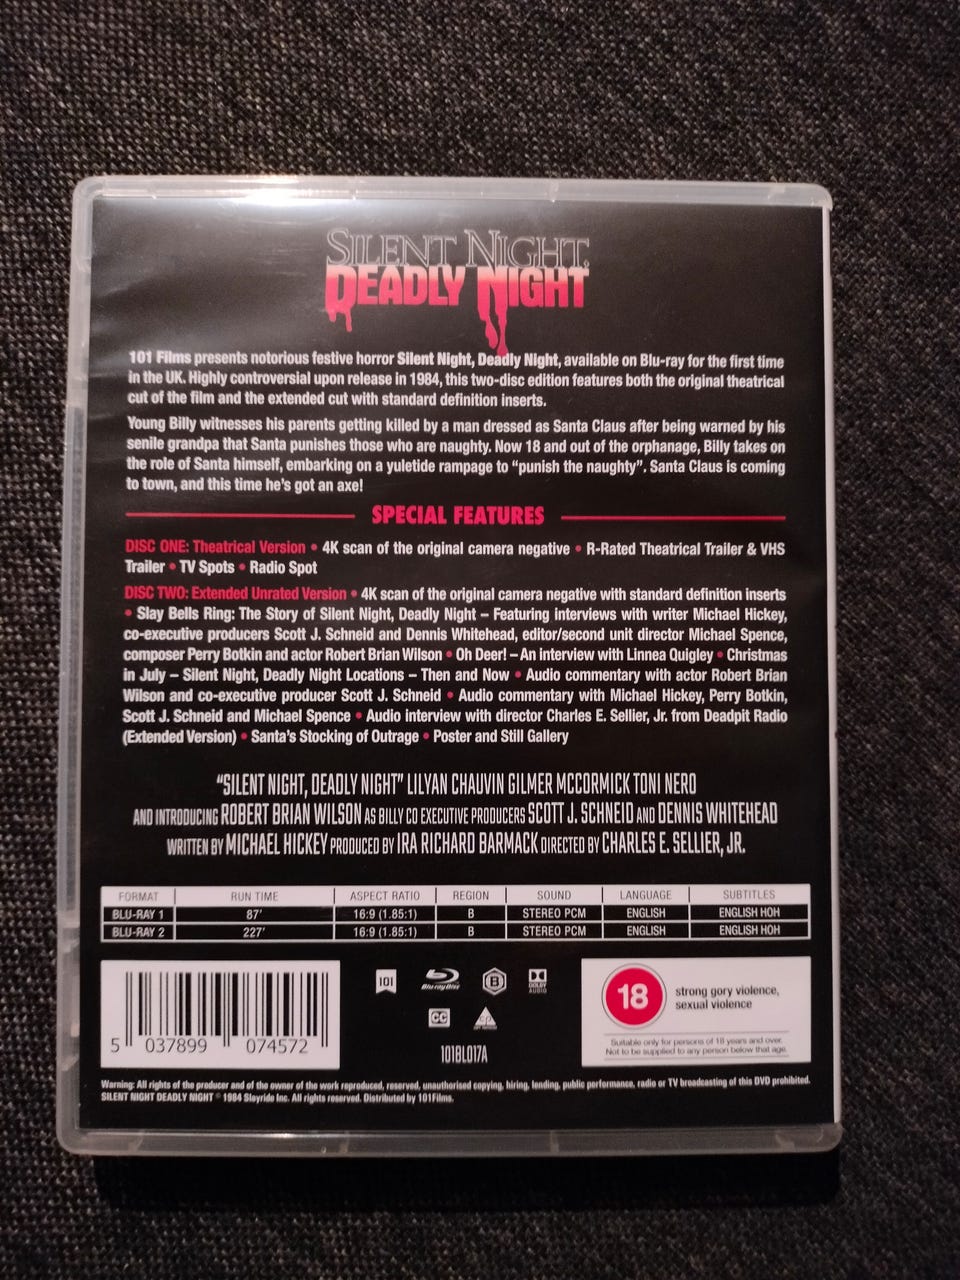 SILENT NIGHT,
DEADLY NIGHT
101 Films presents notorious festive horror Silent Night, Deadly Night, available on Blu-ray for the first time
in the UK. Highly controversial upon release in 1984, this two-disc edition features both the original theatrical
cut of the film and the extended cut with standard definition inserts.
Young Billy witnesses his parents getting killed by a man dressed as Santa Claus after being warned by his
senile grandpa that Santa punishes those who are naughty. Now 18 and out of the orphanage, Billy takes on
the role of Santa himself, embarking on a yuletide rampage to “punish the naughty”. Santa Claus is coming
to town, and this time he’s got an axe!
SPECIAL FEATURES
DISC ONE: Theatrical Version • 4K scan of the original camera negative • R-Rated Theatrical Trailer & VHS
Trailer • TV Spots • Radio Spot
DISC TWO: Extended Unrated Version • 4K scan of the original camera negative with standard definition inserts
• Slay Bells Ring: The Story of Silent Night, Deadly Night – Featuring interviews with writer Michael Hickey,
co-executive producers Scott J. Schneid and Dennis Whitehead, editor/second unit director Michael Spence,
composer Perry Botkin and actor Robert Brian Wilson • Oh Deer! – An interview with Linnea Quigley • Christmas
in July – Silent Night, Deadly Night Locations – Then and Now • Audio commentary with actor Robert Brian
Wilson and co-executive producer Scott J. Schneid • Audio commentary with Michael Hickey, Perry Botkin,
Scott J. Schneid and Michael Spence • Audio interview with director Charles E. Sellier, Jr. from Deadpit Radio
(Extended Version) • Santa’s Stocking of Outrage • Poster and Still Gallery
“SILENT NIGHT, DEADLY NIGHT” LILYAN CHAUVIN GILMER MCCORMICK TONI NERO
AND INTRODUCING ROBERT BRIAN WILSON AS BILLY CO EXECUTIVE PRODUCERS SCOTT J. SCHNEID AND DENNIS WHITEHEAD
WRITTEN BY MICHAEL HICKEY PRODUCED BY IRA RICHARD BARMACK DIRECTED BY CHARLES E. SELLIER, JR.
FORMAT RUN TIME ASPECT RATIO REGION SOUND LANGUAGE SUBTITLES
BLU-RAY 1 87’ 16:9 (1.85:1) B STEREO PCM ENGLISH ENGLISH HOH
BLU-RAY 2 227’ 16:9 (1.85:1) B STEREO PCM ENGLISH ENGLISH HOH
101 Blu-ray Disc B DOLBY AUDIO
CC
101BL017A
5 037899 074572
18 strong gory violence,
sexual violence
Suitable only for persons of 18 years and over.
Not to be supplied to any person below that age.
Warning: All rights of the producer and of the owner of the work reproduced, reserved, unauthorised copying, hiring, lending, public performance, radio or TV broadcasting of this DVD prohibited.
SILENT NIGHT DEADLY NIGHT © 1984 Slayride Inc. All rights reserved. Distributed by 101Films.